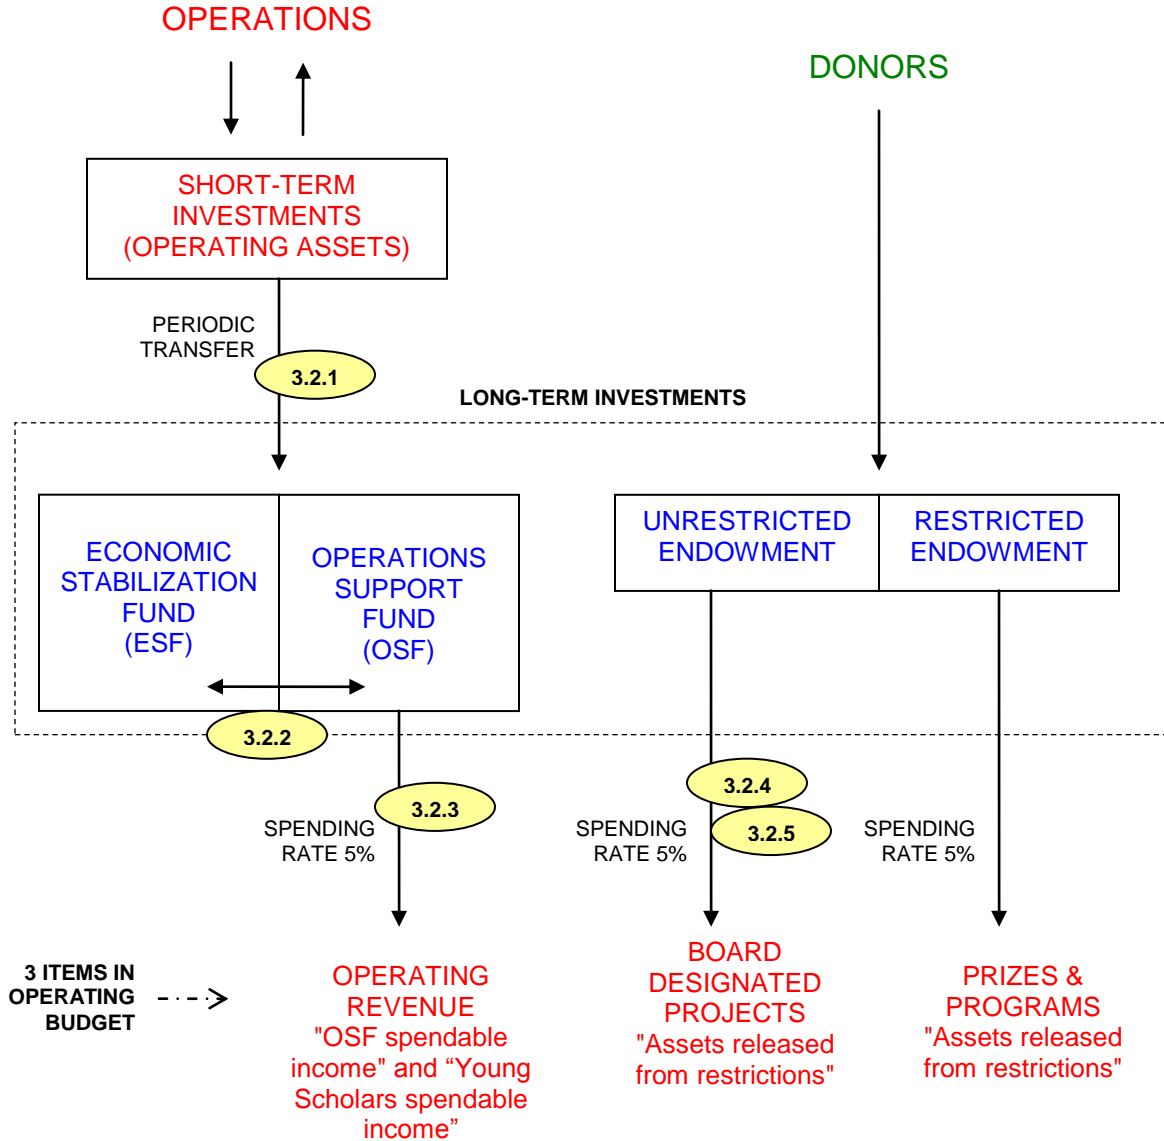 OPERATIONS
DONORS
SHORT-TERM
INVESTMENTS
(OPERATING ASSETS)
PERIODIC
TRANSFER
3.2.1
LONG-TERM INVESTMENTS
ECONOMIC
STABILIZATION
FUND
(ESF)
OPERATIONS
SUPPORT
FUND
(OSF)
UNRESTRICTED
ENDOWMENT
RESTRICTED
ENDOWMENT
3.2.2
3.2.3
SPENDING
RATE 5%
3.2.4
3.2.5
SPENDING
RATE 5%
SPENDING
RATE 5%
3 ITEMS IN
OPERATING
BUDGET
OPERATING
REVENUE
"OSF spendable
income" and “Young
Scholars spendable
income”
BOARD
DESIGNATED
PROJECTS
"Assets released
from restrictions"
PRIZES &
PROGRAMS
"Assets released
from restrictions"